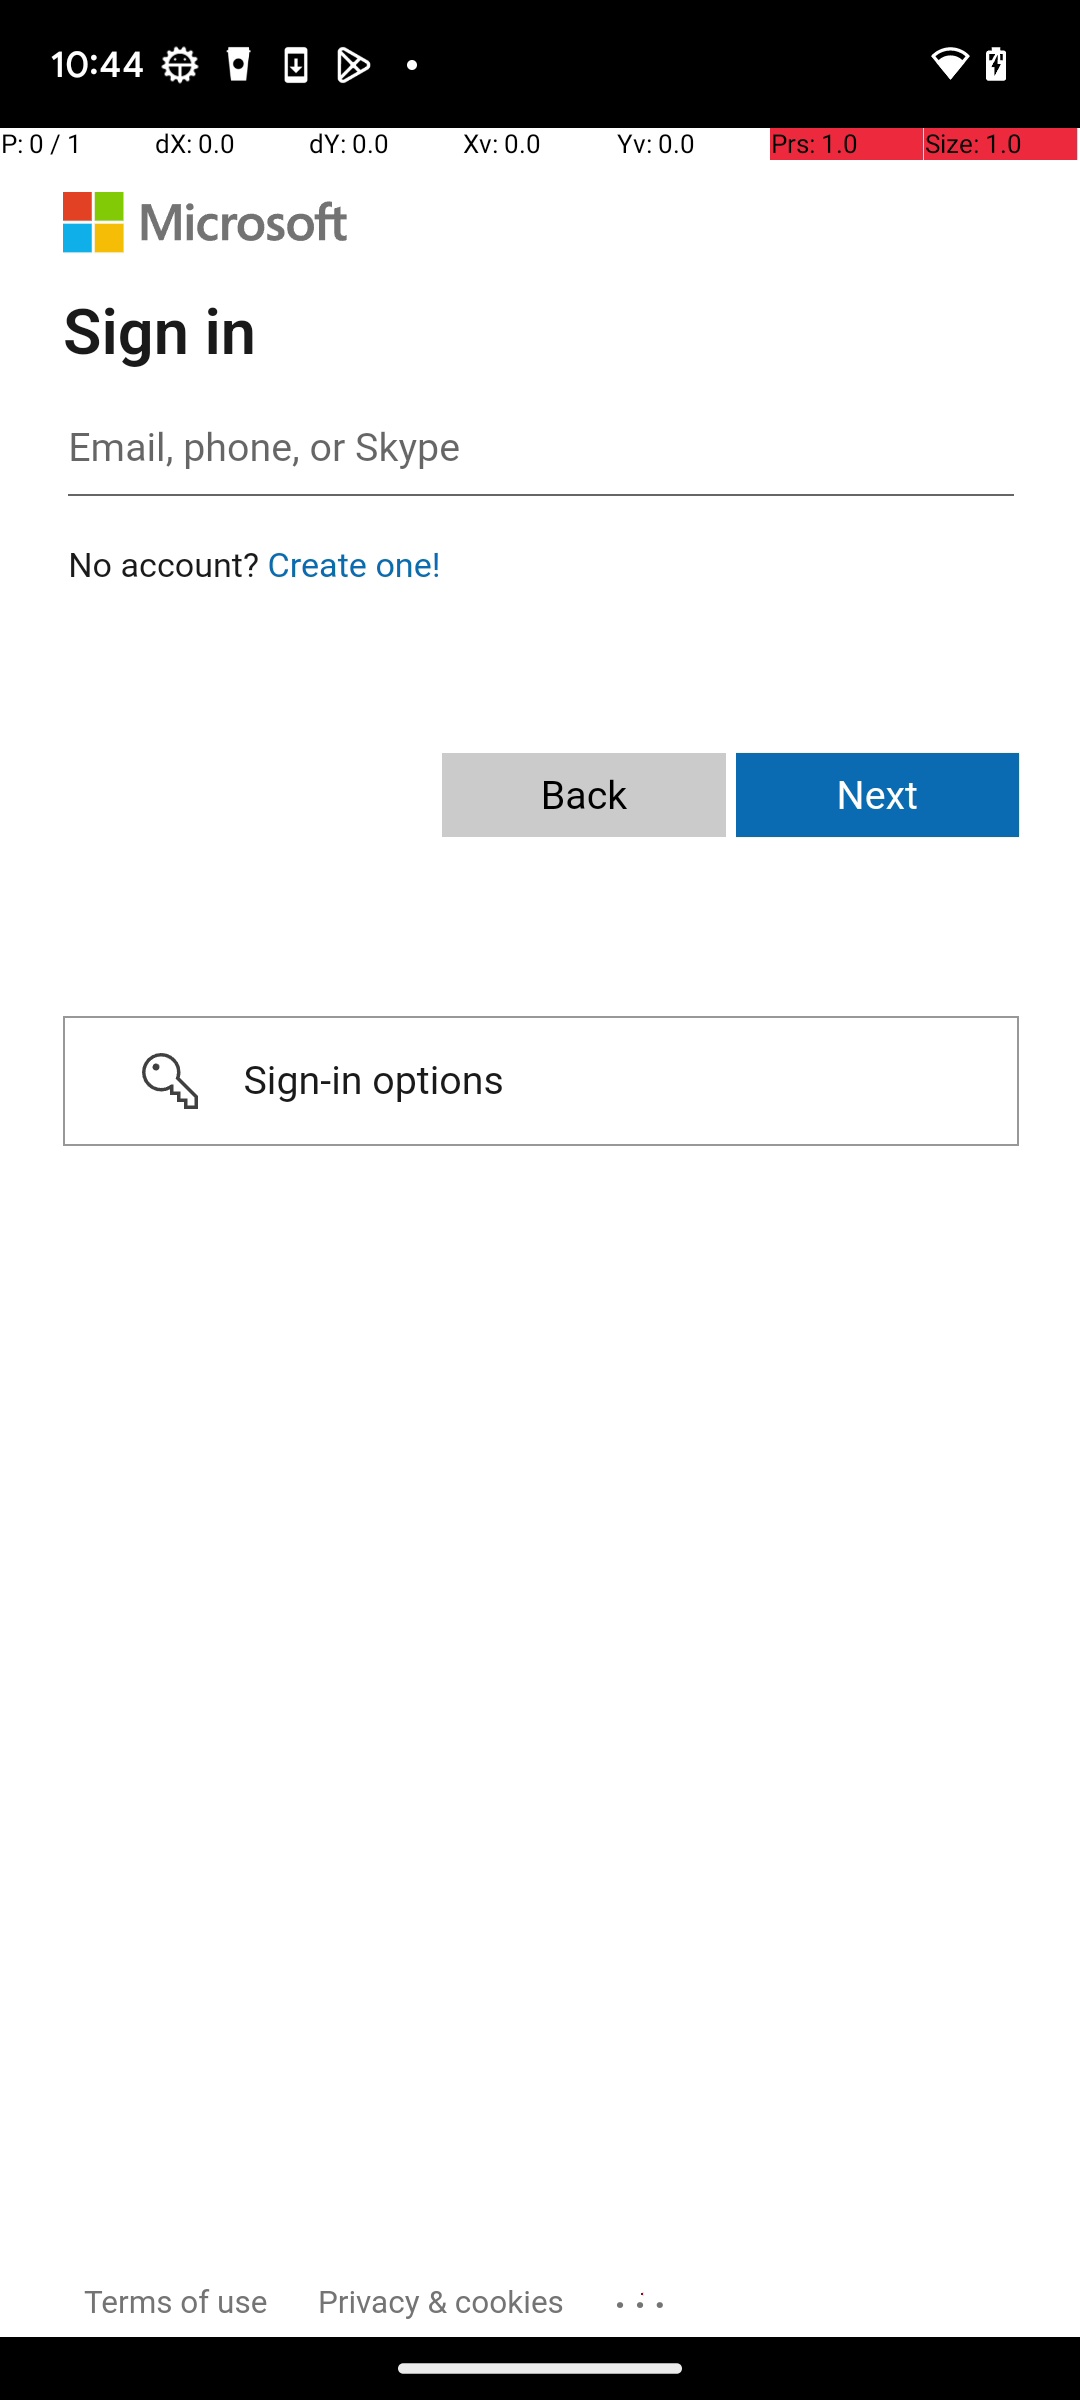 10:44
P: 0 / 1 dX: 0.0 dY: 0.0 Xv: 0.0 Yv: 0.0 Prs: 1.0 Size: 1.0
Microsoft
Sign in
Email, phone, or Skype
No account? Create one!
Back Next
Sign-in options
Terms of use Privacy & cookies ...